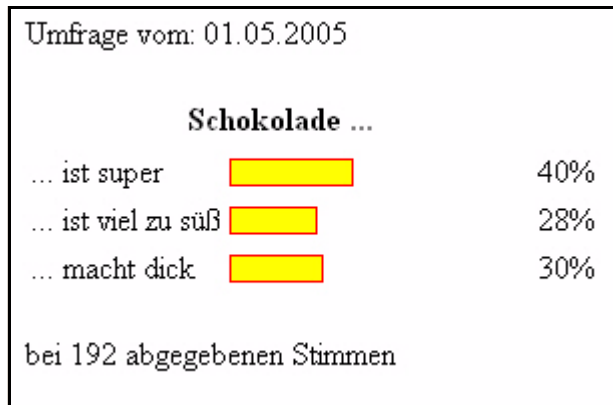 Umfrage vom: 01.05.2005
Schokolade ...
... ist super 40%
... ist viel zu süß 28%
... macht dick 30%
bei 192 abgegebenen Stimmen